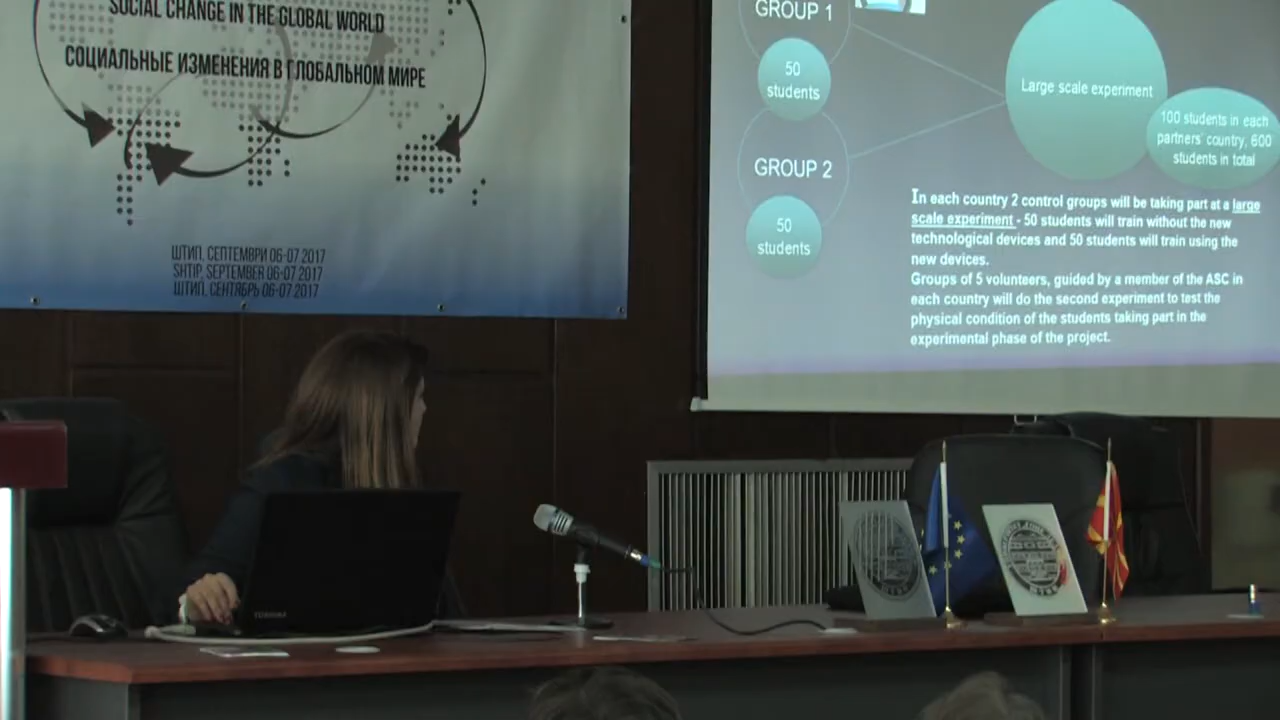 SOCIAL CHANGE IN THE GLOBAL WORLD
СОЦИАЛЬНЫЕ ИЗМЕНЕНИЯ В ГЛОБАЛЬНОМ МИРЕ
ШТИП, СЕПТЕМВРИ 06-07 2017
SHTIP, SEPTEMBER 06-07 2017
ШТИП, СЕНТЯБРЬ 06-07 2017
GROUP 1
50
students
GROUP 2
50
students
Large scale experiment
100 students in each
partners' country, 600
students in total
In each country 2 control groups will be taking part at a large
scale experiment - 50 students will train without the new
technological devices and 50 students will train using the
new devices.
Groups of 5 volunteers, guided by a member of the ASC in
each country will do the second experiment to test the
physical condition of the students taking part in the
experimental phase of the project.
TOSHIBA